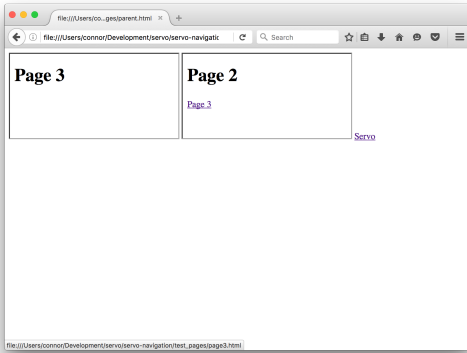 file:///Users/co...ges/parent.html
file:///Users/connor/Development/servo/servo-navigatic
Search
Page 3
Page 2
Page 3
Servo
file:///Users/connor/Development/servo/servo-navigation/test_pages/page3.html